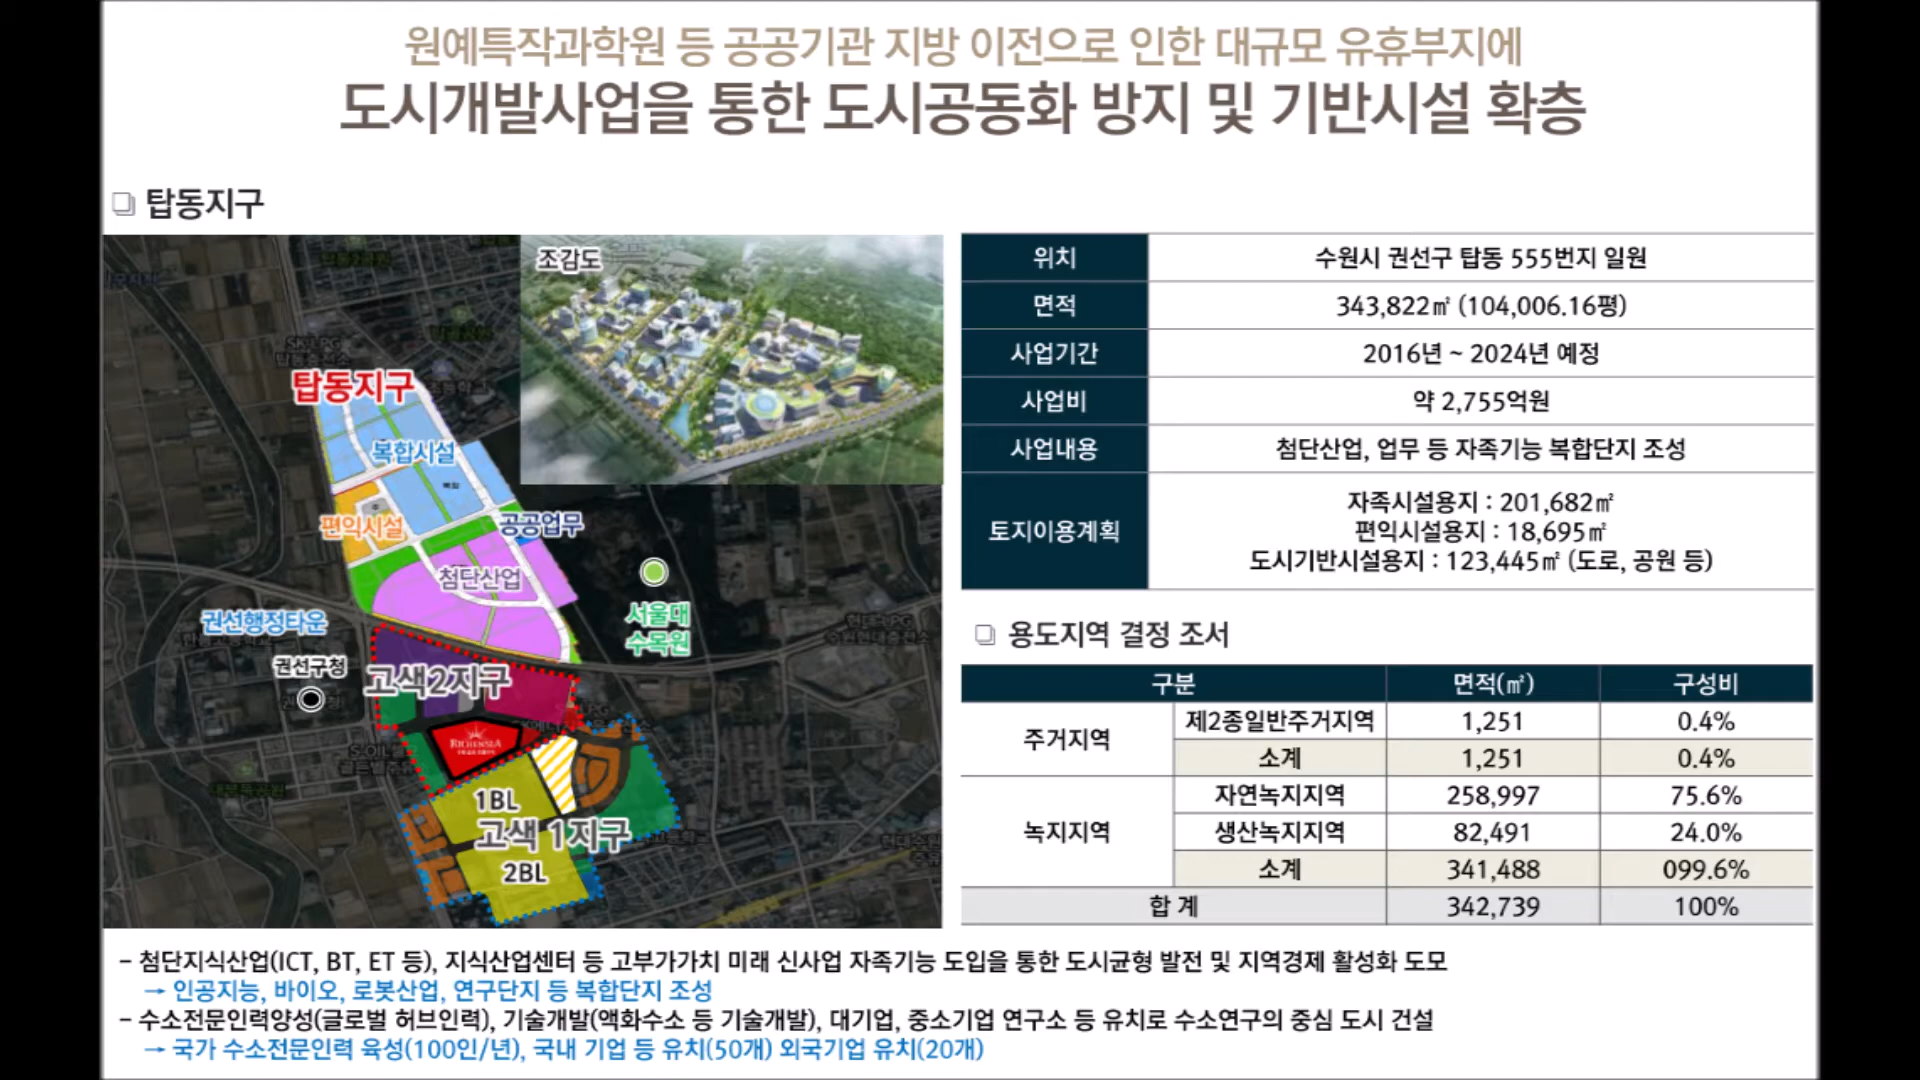 원예특작과학원 등 공공기관 지방 이전으로 인한 대규모 유휴부지에
도시개발사업을 통한 도시공동화 방지 및 기반시설 확충
탑동지구
조감도
탑동지구
복합시설
편익시설
공공업무
첨단산업
서울대
수목원
권선행정타운
권선구청
고색2지구
RICHENSIA
1BL
고색 1지구
2BL
위치 수원시 권선구 탑동 555번지 일원
면적 343,822㎡ (104,006.16평)
사업기간 2016년 ~ 2024년 예정
사업비 약 2,755억원
사업내용 첨단산업, 업무 등 자족기능 복합단지 조성
토지이용계획 자족시설용지 : 201,682㎡
편익시설용지 : 18,695㎡
도시기반시설용지 : 123,445㎡ (도로, 공원 등)
용도지역 결정 조서
구분 면적(㎡) 구성비
주거지역 제2종일반주거지역 1,251 0.4%
소계 1,251 0.4%
녹지지역 자연녹지지역 258,997 75.6%
생산녹지지역 82,491 24.0%
소계 341,488 099.6%
합 계 342,739 100%
- 첨단지식산업(ICT, BT, ET 등), 지식산업센터 등 고부가가치 미래 신사업 자족기능 도입을 통한 도시균형 발전 및 지역경제 활성화 도모
→ 인공지능, 바이오, 로봇산업, 연구단지 등 복합단지 조성
- 수소전문인력양성(글로벌 허브인력), 기술개발(액화수소 등 기술개발), 대기업, 중소기업 연구소 등 유치로 수소연구의 중심 도시 건설
→ 국가 수소전문인력 육성(100인/년), 국내 기업 등 유치(50개) 외국기업 유치(20개)